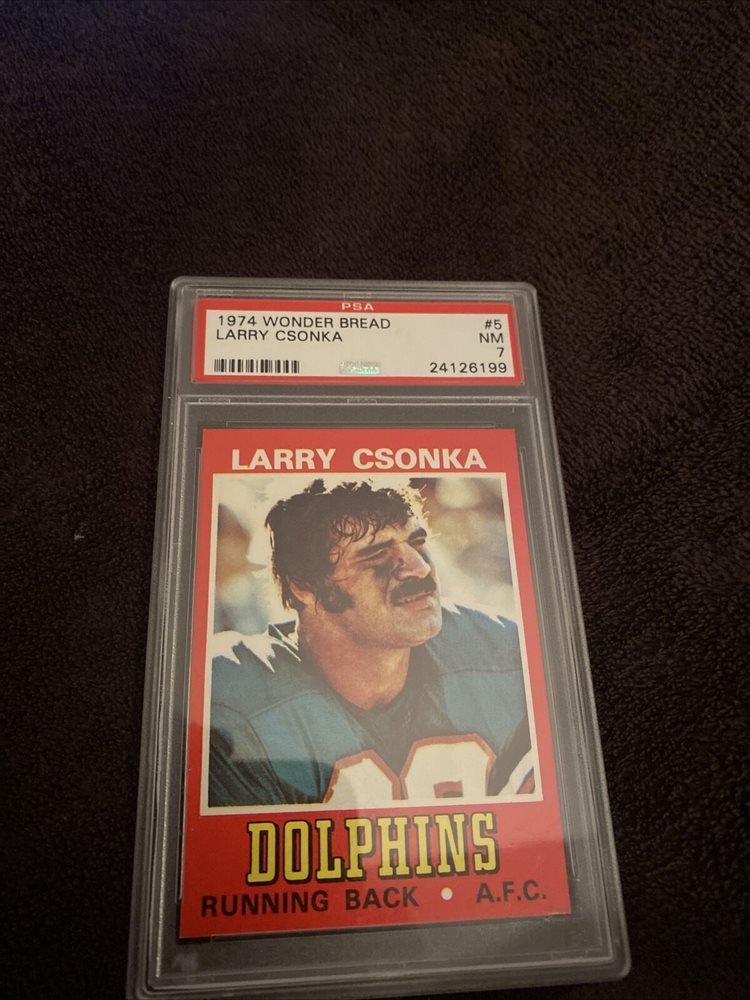 PSA
1974 WONDER BREAD #5
LARRY CSONKA NM
7
24126199
LARRY CSONKA
DOLPHINS
RUNNING BACK • A.F.C.